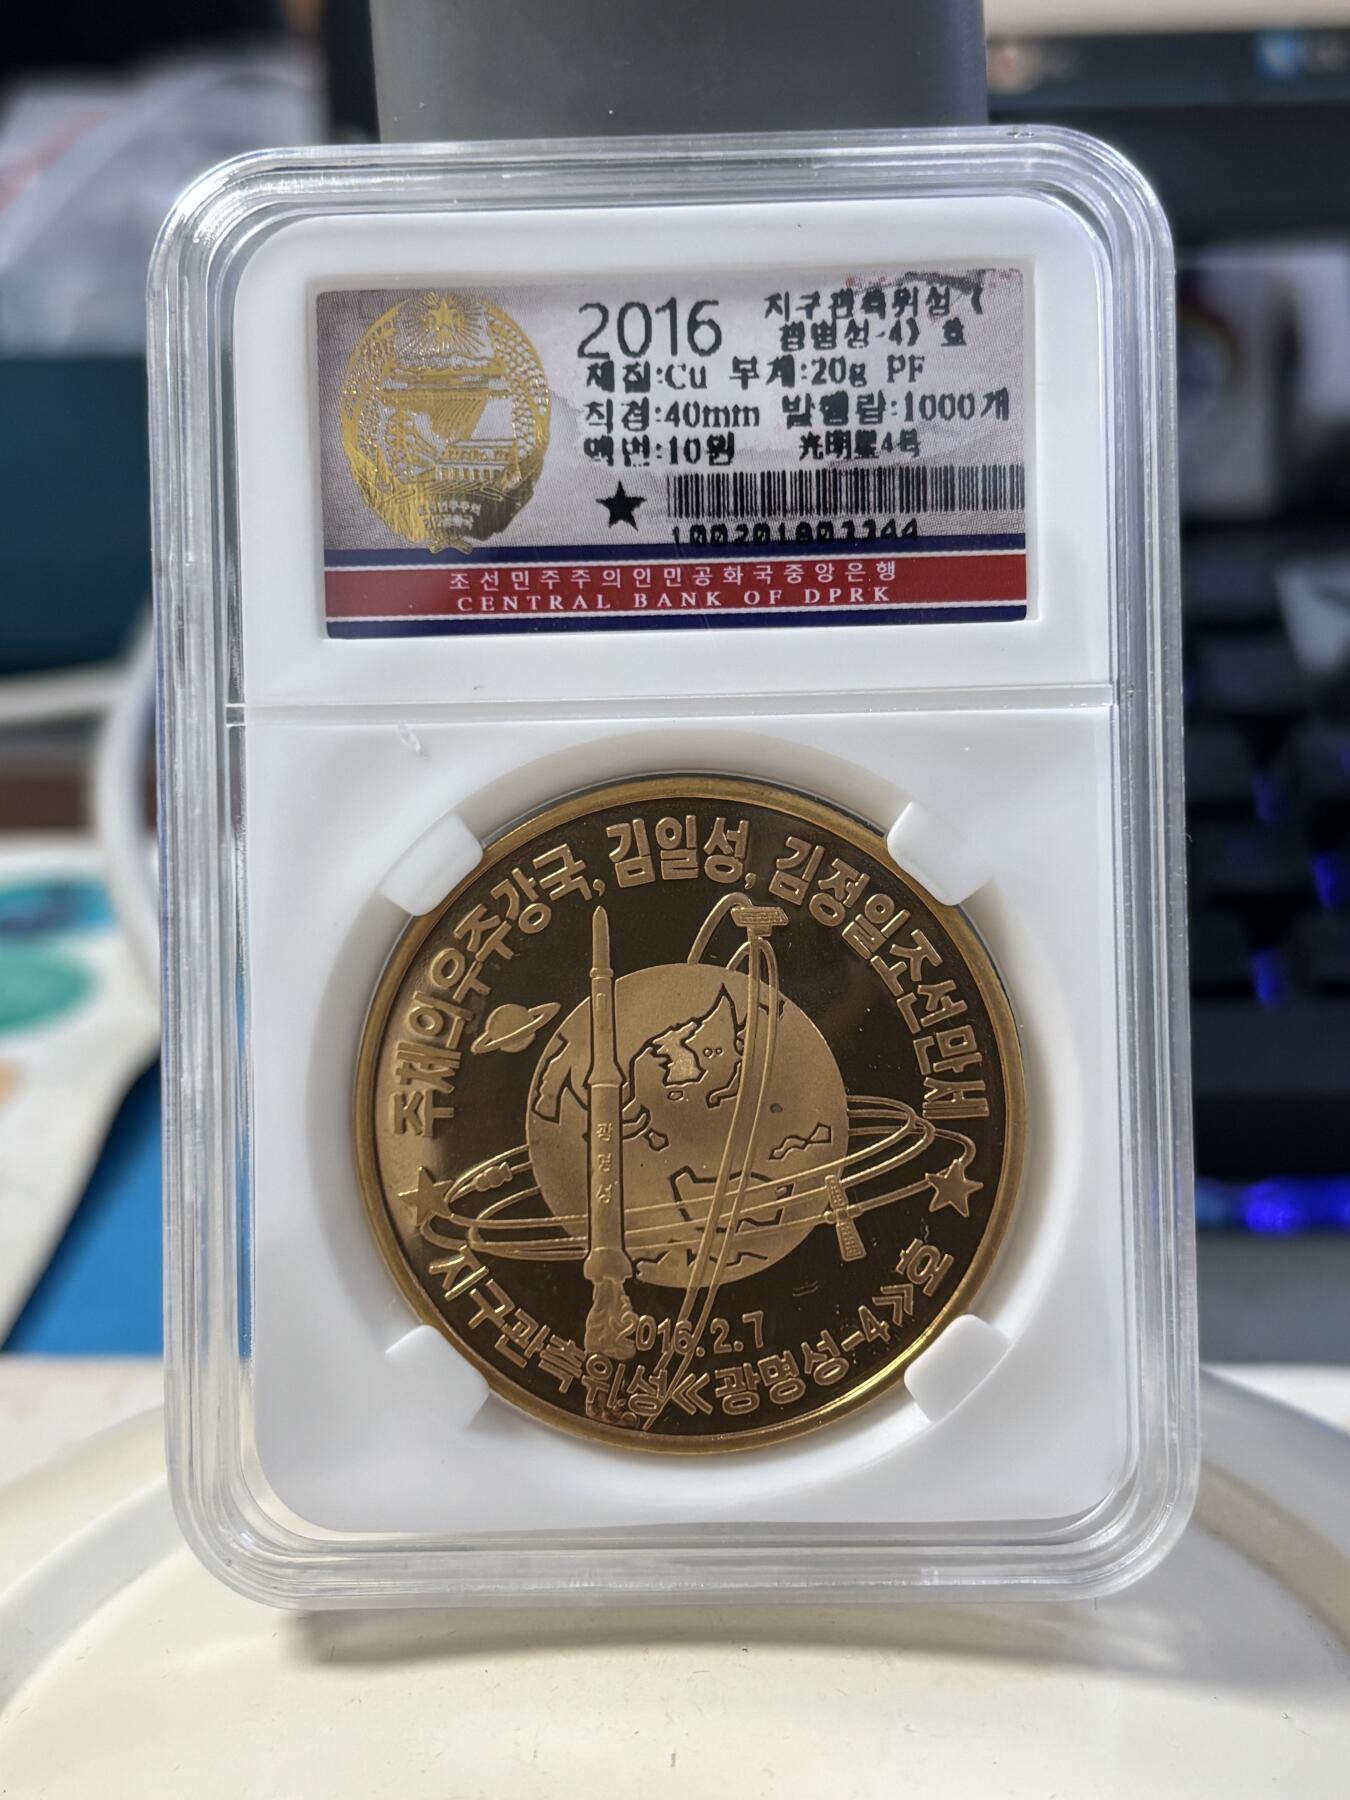 2016
지구관측위성《
광명성-4》호
재질:Cu 무게:20g PF
직경:40mm 발행량:1000개
액면:10원 光明星4号
조선민주주의인민공화국중앙은행
CENTRAL BANK OF DPRK
주체의우주강국, 김일성, 김정일조선만세
광명성
2016.2.7
지구관측위성《광명성-4》호